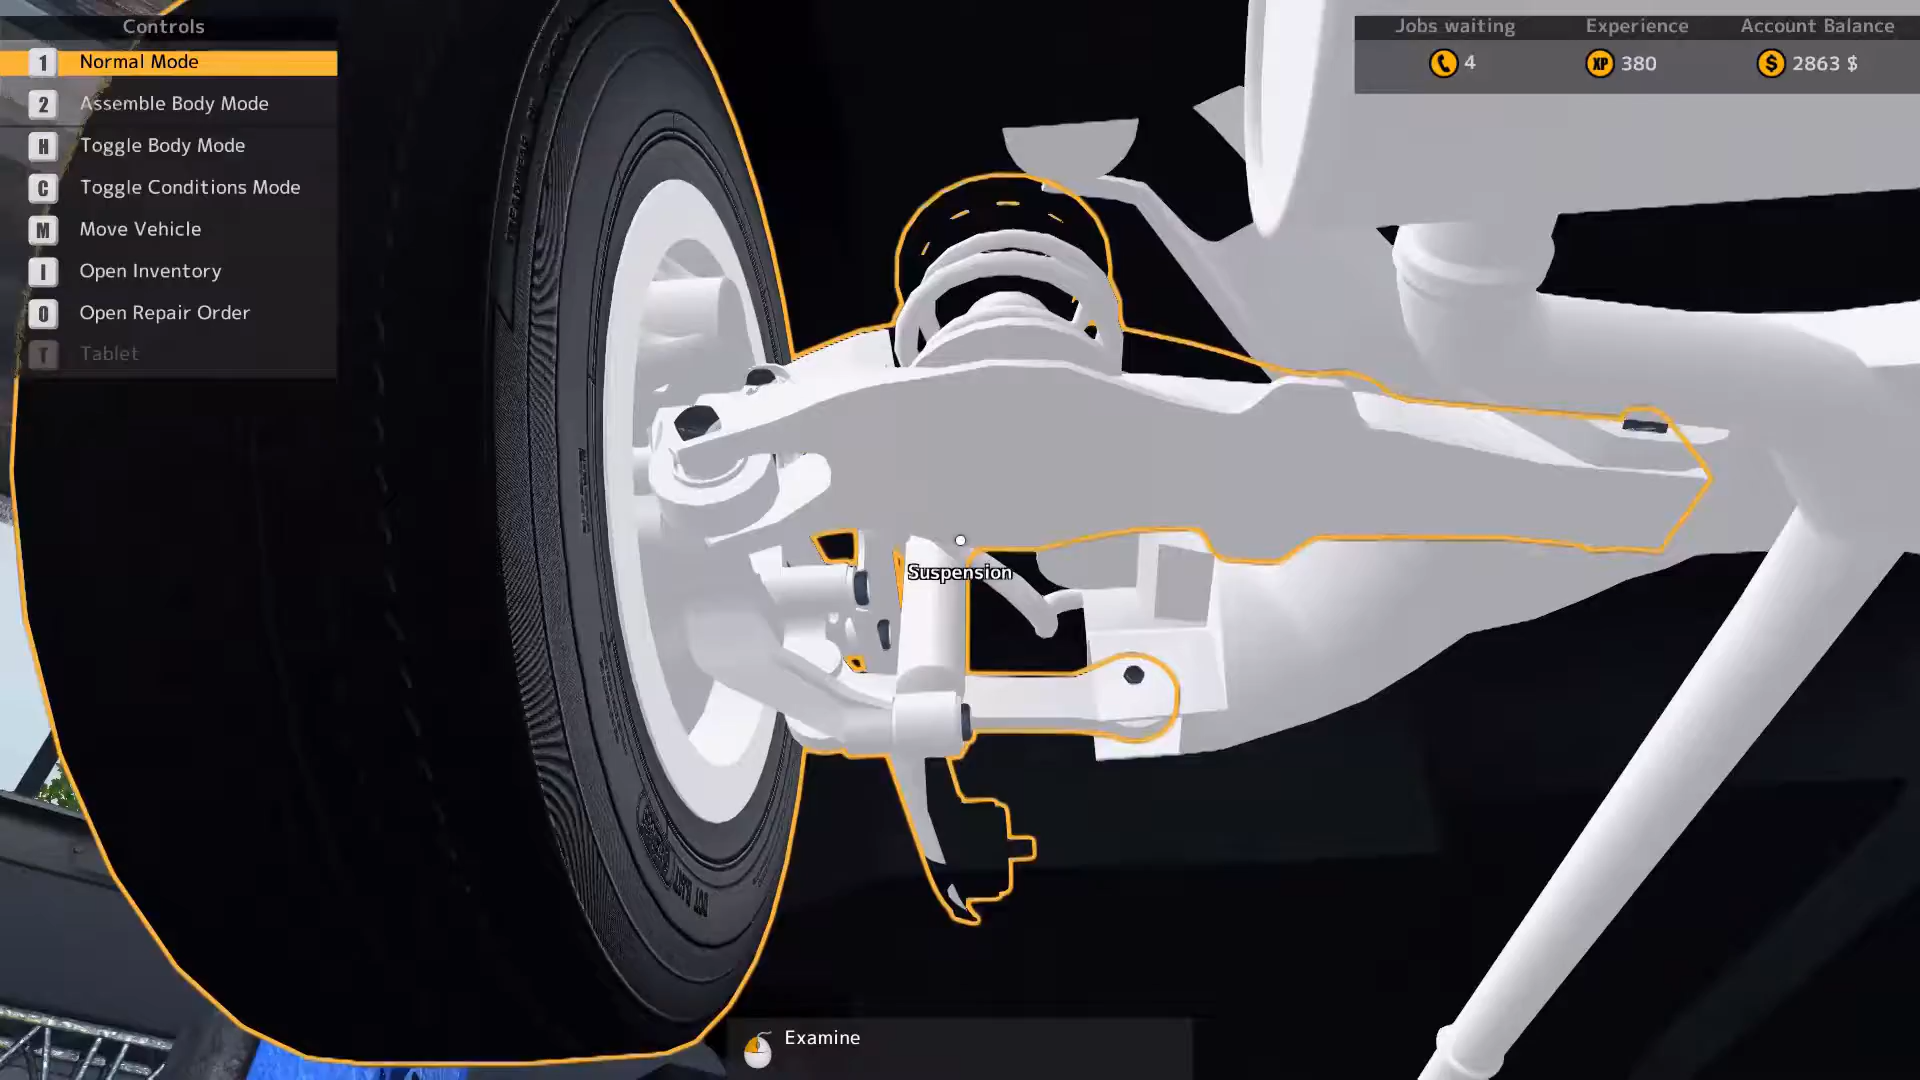 Controls
1 Normal Mode
2 Assemble Body Mode
H Toggle Body Mode
C Toggle Conditions Mode
M Move Vehicle
I Open Inventory
O Open Repair Order
T Tablet
Jobs waiting Experience Account Balance
4 XP 380 $ 2863 $
Suspension
Examine